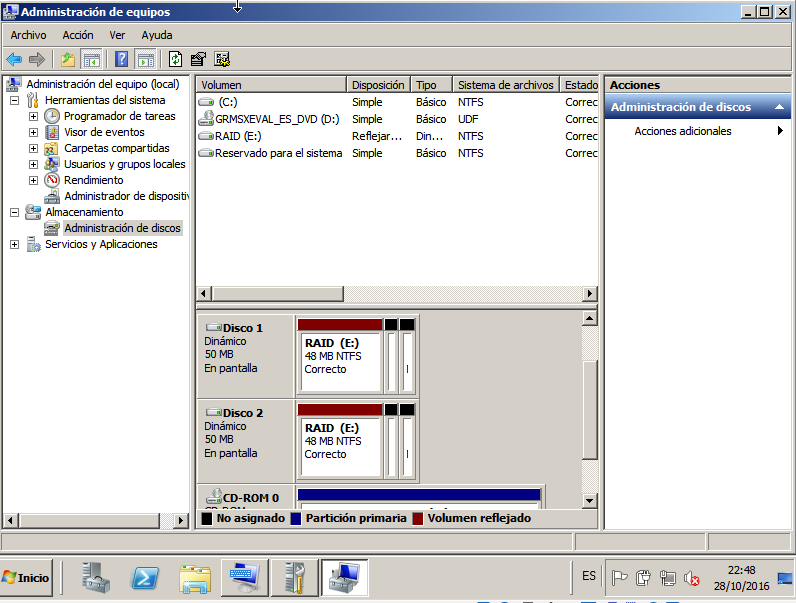 Administración de equipos
Archivo Acción Ver Ayuda
Administración del equipo (local)
Herramientas del sistema
Programador de tareas
Visor de eventos
Carpetas compartidas
Usuarios y grupos locales
Rendimiento
Administrador de dispositiv
Almacenamiento
Administración de discos
Servicios y Aplicaciones
Volumen Disposición Tipo Sistema de archivos Estado
(C:) Simple Básico NTFS Correc
GRMSXEVAL_ES_DVD (D:) Simple Básico UDF Correc
RAID (E:) Reflejar... Din... NTFS Correc
Reservado para el sistema Simple Básico NTFS Correc
Disco 1
Dinámico
50 MB
En pantalla
RAID (E:)
48 MB NTFS
Correcto
Disco 2
Dinámico
50 MB
En pantalla
RAID (E:)
48 MB NTFS
Correcto
CD-ROM 0
No asignado Partición primaria Volumen reflejado
Acciones
Administración de discos
Acciones adicionales
Inicio
ES
22:48
28/10/2016